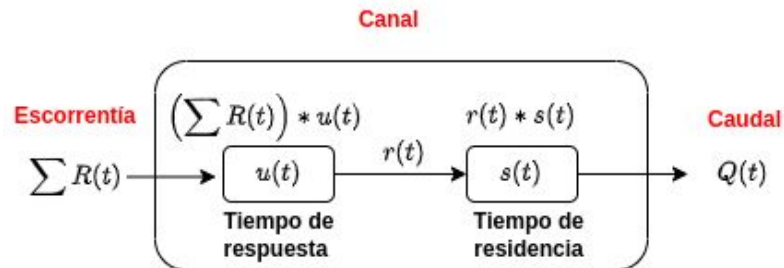 Canal
Escorrentía
(∑ R(t)) * u(t)
r(t) * s(t)
Caudal
∑ R(t)
u(t)
r(t)
s(t)
Q(t)
Tiempo de
respuesta
Tiempo de
residencia